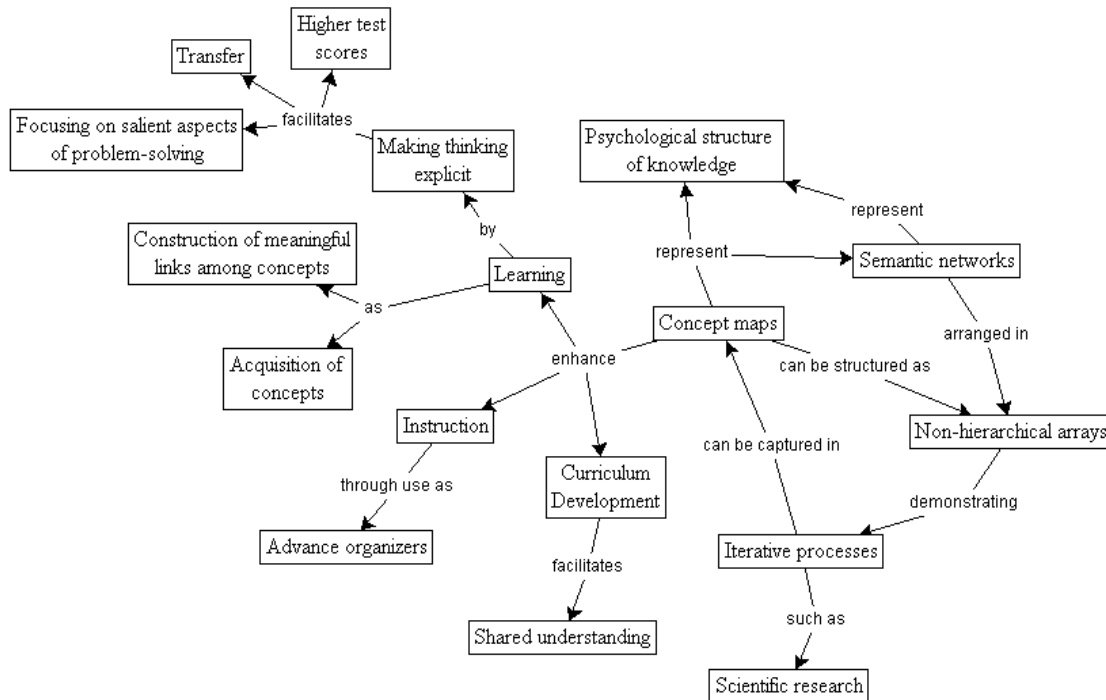 Higher test
scores
Transfer
facilitates
Focusing on salient aspects
of problem-solving
Making thinking
explicit
Psychological structure
of knowledge
represent
by
Construction of meaningful
links among concepts
represent
Semantic networks
Learning
as
Concept maps
arranged in
enhance
can be structured as
Acquisition of
concepts
Instruction
Non-hierarchical arrays
can be captured in
Curriculum
Development
through use as
demonstrating
Advance organizers
Iterative processes
facilitates
such as
Shared understanding
Scientific research